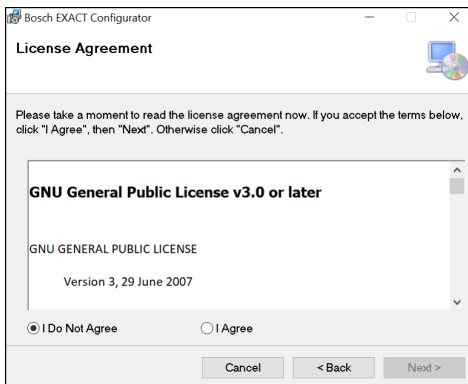 Bosch EXACT Configurator
License Agreement
Please take a moment to read the license agreement now. If you accept the terms below,
click "I Agree", then "Next". Otherwise click "Cancel".
GNU General Public License v3.0 or later
GNU GENERAL PUBLIC LICENSE
Version 3, 29 June 2007
I Do Not Agree I Agree
Cancel < Back Next >